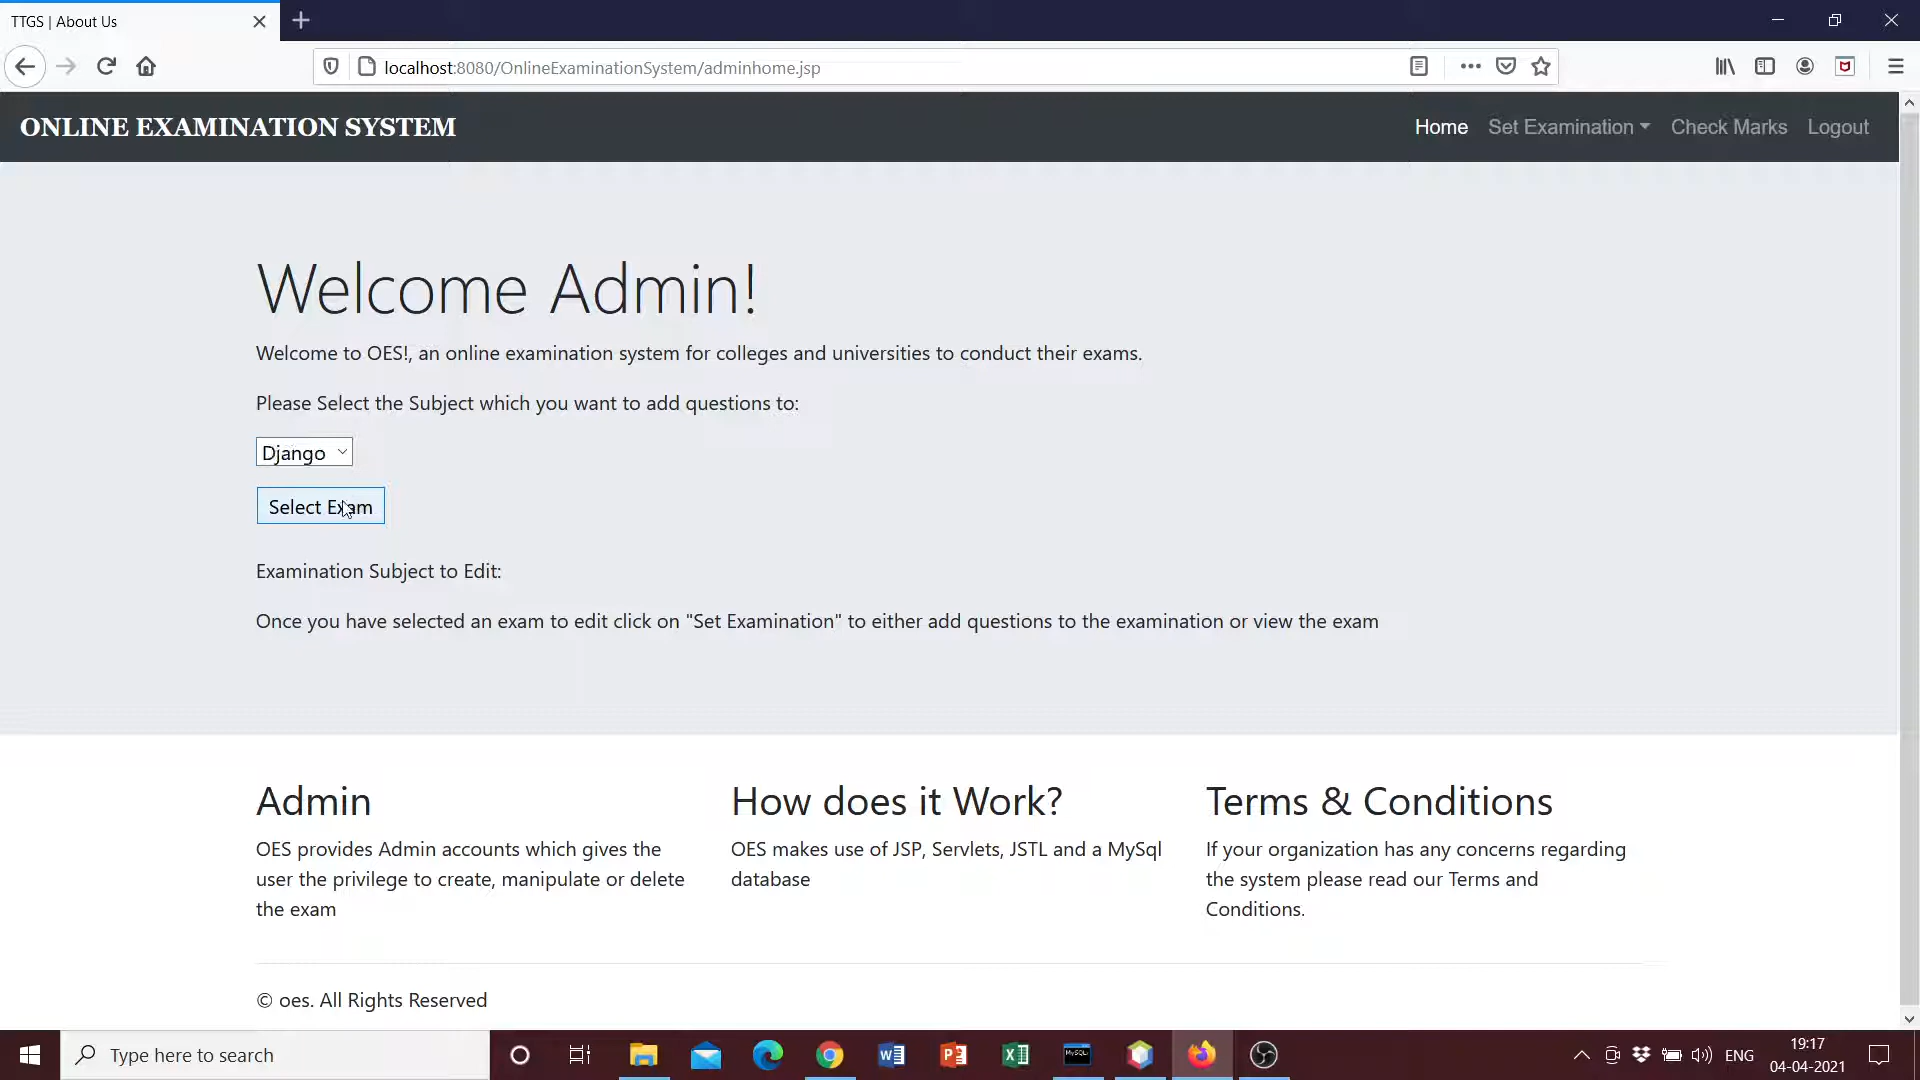 TTGS | About Us
localhost:8080/OnlineExaminationSystem/adminhome.jsp
ONLINE EXAMINATION SYSTEM
Home Set Examination Check Marks Logout
Welcome Admin!
Welcome to OES!, an online examination system for colleges and universities to conduct their exams.
Please Select the Subject which you want to add questions to:
Django
Select Exam
Examination Subject to Edit:
Once you have selected an exam to edit click on "Set Examination" to either add questions to the examination or view the exam
Admin
OES provides Admin accounts which gives the
user the privilege to create, manipulate or delete
the exam
How does it Work?
OES makes use of JSP, Servlets, JSTL and a MySql
database
Terms & Conditions
If your organization has any concerns regarding
the system please read our Terms and
Conditions.
© oes. All Rights Reserved
Type here to search
MySQL
ENG
19:17
04-04-2021